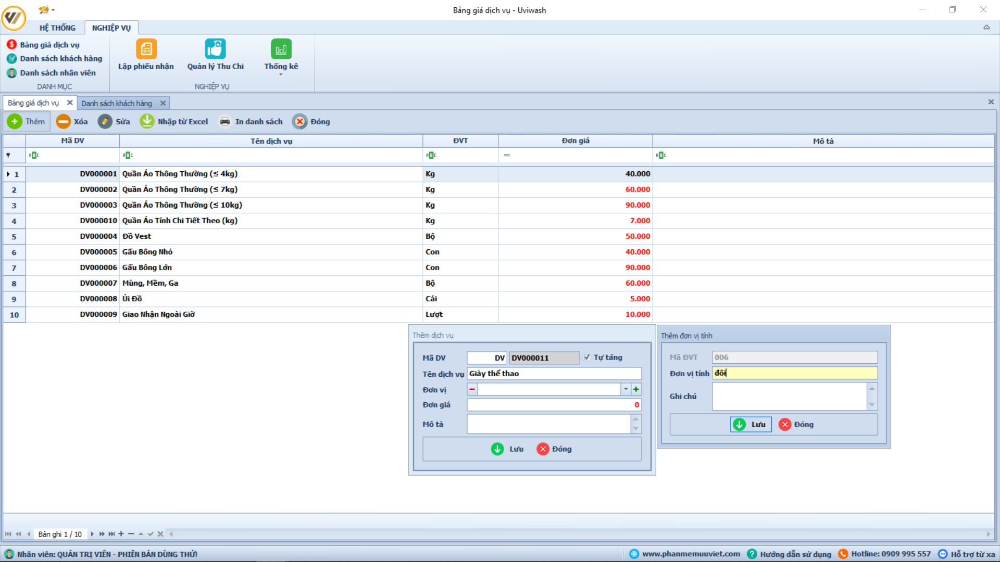 Bảng giá dịch vụ - Uviwash
HỆ THỐNG
NGHIỆP VỤ
Bảng giá dịch vụ
Danh sách khách hàng
Danh sách nhân viên
DANH MỤC
Lập phiếu nhận
Quản lý Thu Chi
Thống kê
NGHIỆP VỤ
Bảng giá dịch vụ
Danh sách khách hàng
Thêm Xóa Sửa Nhập từ Excel In danh sách Đóng
Mã DV Tên dịch vụ ĐVT Đơn giá Mô tả
ABC ABC ABC = ABC
1 DV000001 Quần Áo Thông Thường (≤ 4kg) Kg 40.000
2 DV000002 Quần Áo Thông Thường (≤ 7kg) Kg 60.000
3 DV000003 Quần Áo Thông Thường (≤ 10kg) Kg 90.000
4 DV000010 Quần Áo Tính Chi Tiết Theo (kg) Kg 7.000
5 DV000004 Đồ Vest Bộ 50.000
6 DV000005 Gấu Bông Nhỏ Con 40.000
7 DV000006 Gấu Bông Lớn Con 90.000
8 DV000007 Mùng, Mềm, Ga Bộ 60.000
9 DV000008 Ủi Đồ Cái 5.000
10 DV000009 Giao Nhận Ngoài Giờ Lượt 10.000
Thêm dịch vụ
Mã DV DV DV000011 Tự tăng
Tên dịch vụ Giày thể thao
Đơn vị
Đơn giá 0
Mô tả
Lưu Đóng
Thêm đơn vị tính
Mã ĐVT 006
Đơn vị tính đôi
Ghi chú
Lưu Đóng
Bản ghi 1 / 10
Nhân viên: QUẢN TRỊ VIÊN - PHIÊN BẢN DÙNG THỬ!
www.phanmemuuviet.com
Hướng dẫn sử dụng
Hotline: 0909 995 557
Hỗ trợ từ xa